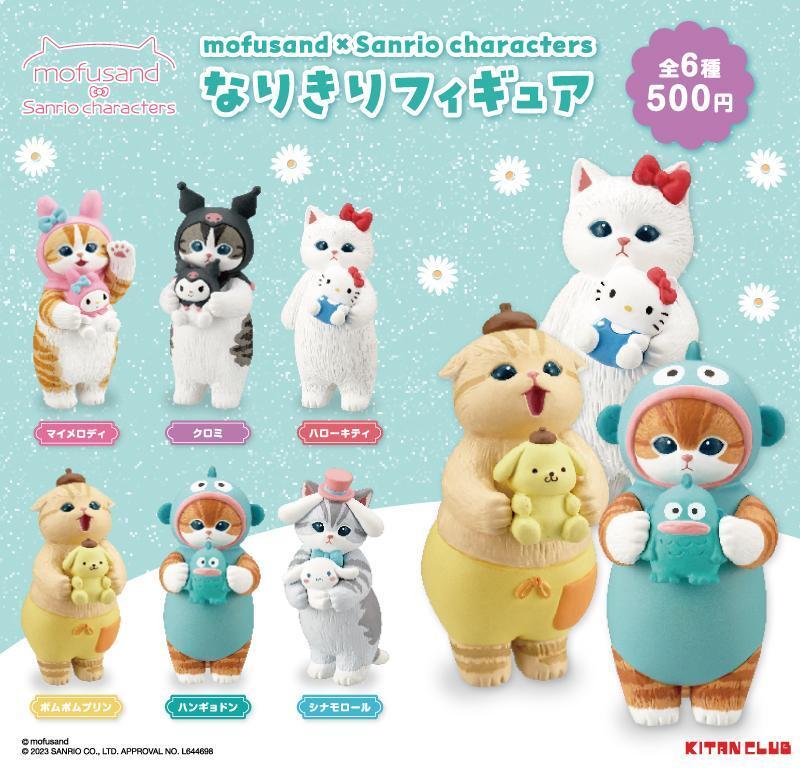 mofusand
Sanrio characters
mofusand × Sanrio characters
なりきりフィギュア
全6種
500円
マイメロディ
クロミ
ハローキティ
ポムポムプリン
ハンギョドン
シナモロール
© mofusand
© 2023 SANRIO CO., LTD. APPROVAL NO. L644698
KITAN CLUB